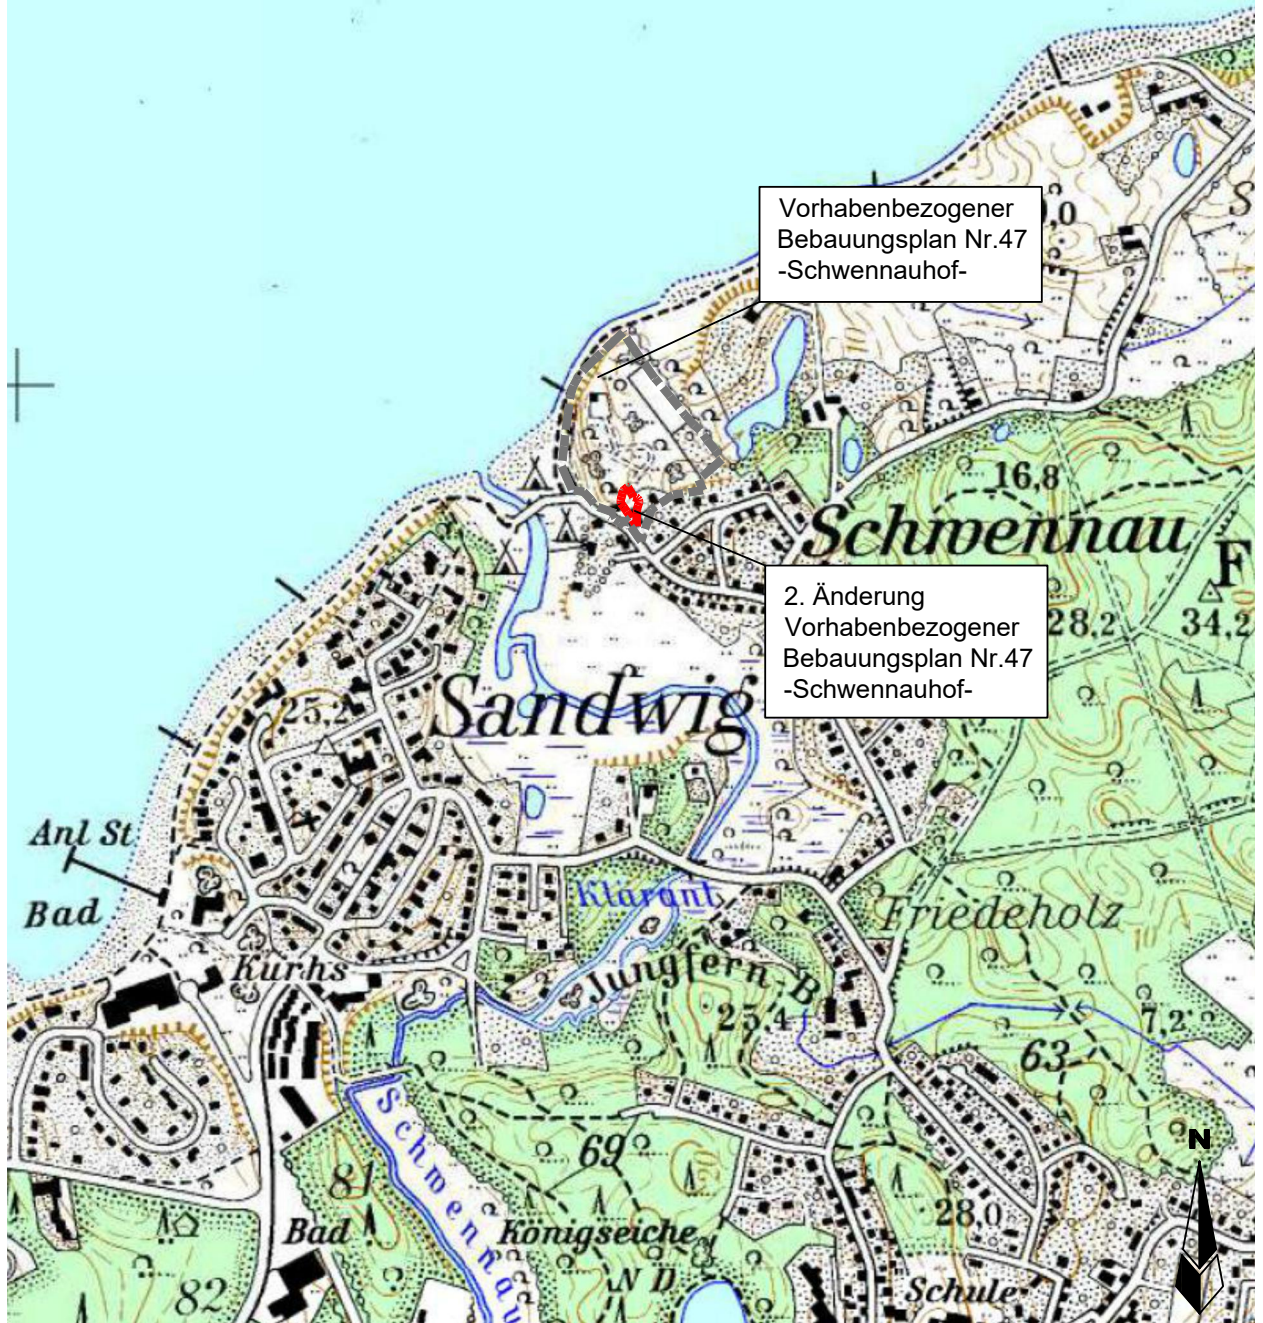 Vorhabenbezogener
Bebauungsplan Nr.47
-Schwennauhof-
,0
S
16,8
Schwennau
F
2. Änderung
Vorhabenbezogener
Bebauungsplan Nr.47
-Schwennauhof-
28,2
34,2
Sandwig
25,2
Anl St
Bad
Kläranl
Friedeholz
Kurhs
Jungfern-B
25,4
7,2
63
Schwennau
N
69
81
Bad
Königseiche
28,0
N D
82
Schule